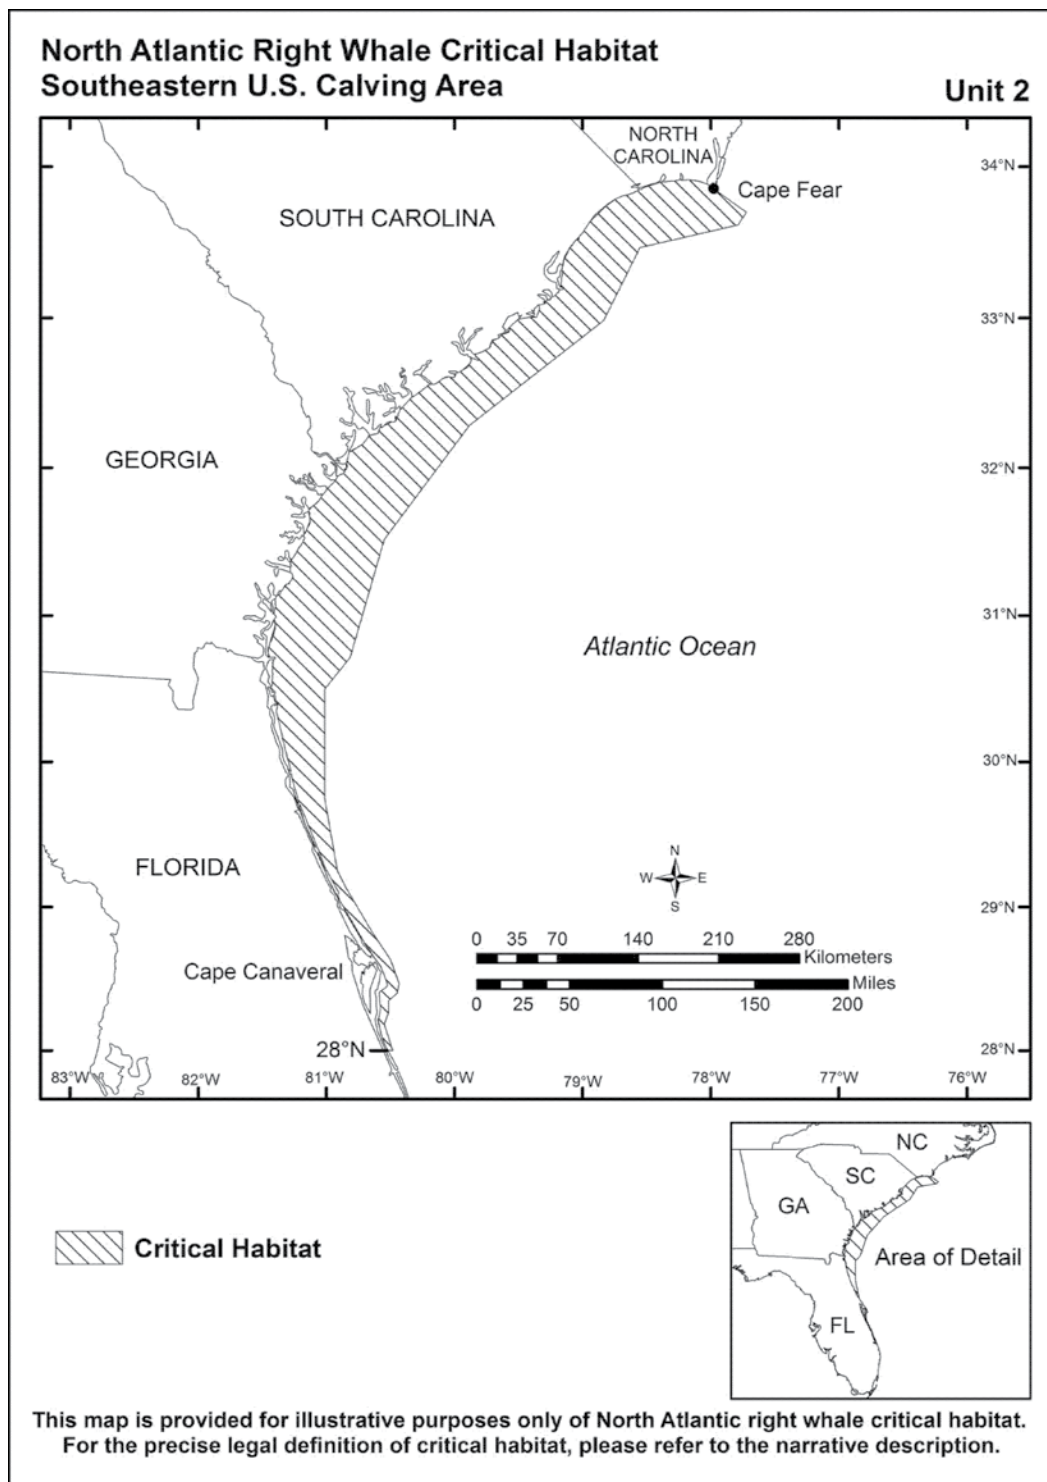 North Atlantic Right Whale Critical Habitat
Southeastern U.S. Calving Area
Unit 2
NORTH
CAROLINA
34°N
Cape Fear
SOUTH CAROLINA
33°N
GEORGIA
32°N
31°N
Atlantic Ocean
30°N
FLORIDA
N
W E
S
29°N
0 35 70 140 210 280
Kilometers
Cape Canaveral
Miles
0 25 50 100 150 200
28°N
28°N
83°W 82°W 81°W 80°W 79°W 78°W 77°W 76°W
NC
SC
GA
Critical Habitat
Area of Detail
FL
This map is provided for illustrative purposes only of North Atlantic right whale critical habitat.
For the precise legal definition of critical habitat, please refer to the narrative description.